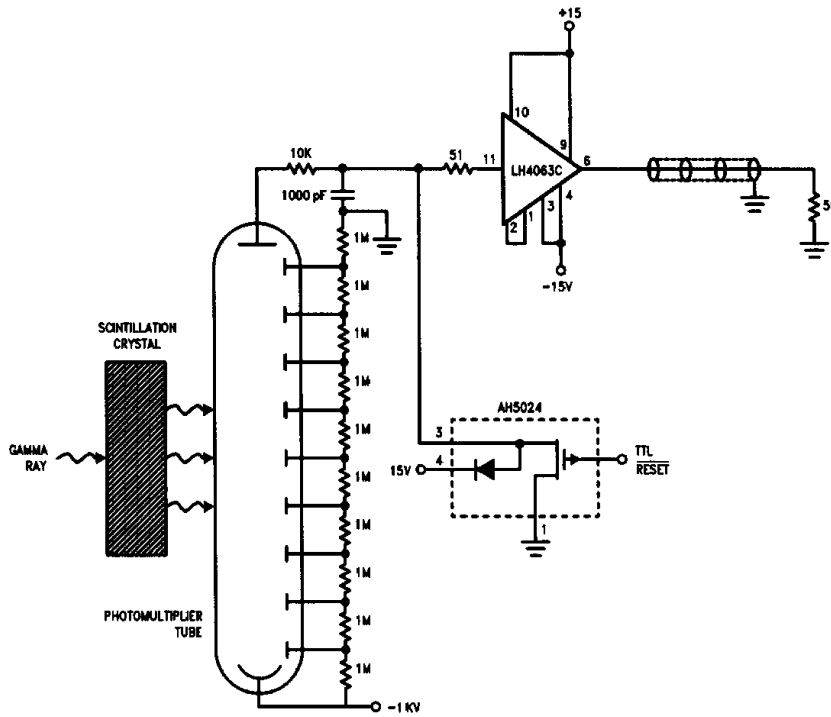 +15
10
9
11
LH4063C
6
4
3
1
2
-15V
51
5
10K
1000 pF
1M
1M
1M
1M
1M
1M
1M
1M
1M
1M
SCINTILLATION
CRYSTAL
GAMMA
RAY
PHOTOMULTIPLIER
TUBE
-1 KV
AH5024
3
15V
4
1
TTL
RESET